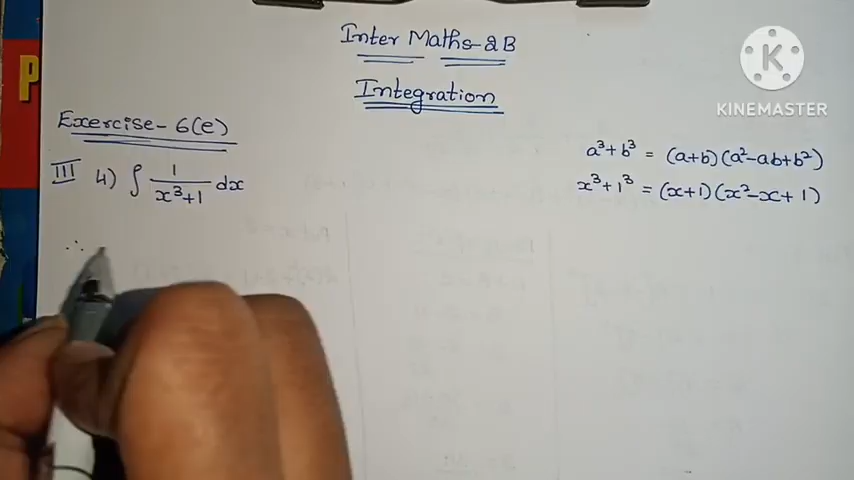 Inter Maths-2B
Integration
P
K
KINEMASTER
Exercise-6(e)
III 4) ∫ 1/(x³+1) dx
a³+b³ = (a+b)(a²-ab+b²)
x³+1³ = (x+1)(x²-x+1)
∴